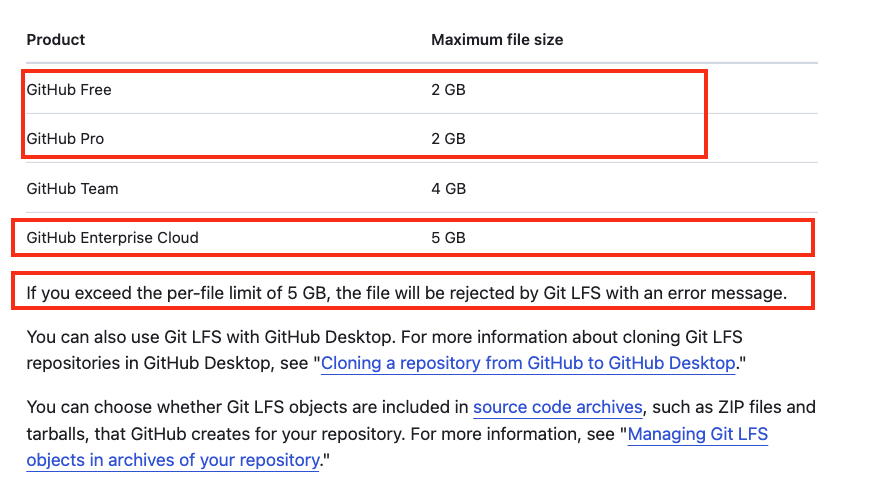 Product Maximum file size
GitHub Free 2 GB
GitHub Pro 2 GB
GitHub Team 4 GB
GitHub Enterprise Cloud 5 GB
If you exceed the per-file limit of 5 GB, the file will be rejected by Git LFS with an error message.
You can also use Git LFS with GitHub Desktop. For more information about cloning Git LFS
repositories in GitHub Desktop, see "Cloning a repository from GitHub to GitHub Desktop."
You can choose whether Git LFS objects are included in source code archives, such as ZIP files and
tarballs, that GitHub creates for your repository. For more information, see "Managing Git LFS
objects in archives of your repository."